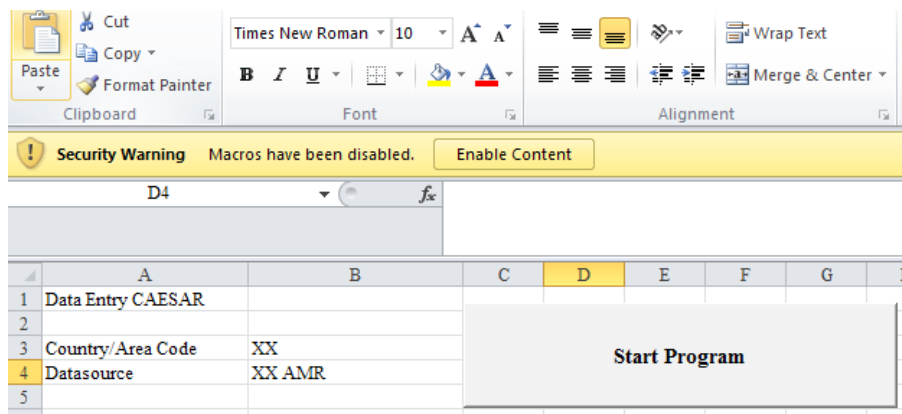 Cut
Times New Roman 10 A A Wrap Text
Copy
Paste
Format Painter B I U A Merge & Center
Clipboard Font Alignment
Security Warning Macros have been disabled. Enable Content
D4 fx
A B C D E F G
1 Data Entry CAESAR
2
3 Country/Area Code XX
Start Program
4 Datasource XX AMR
5